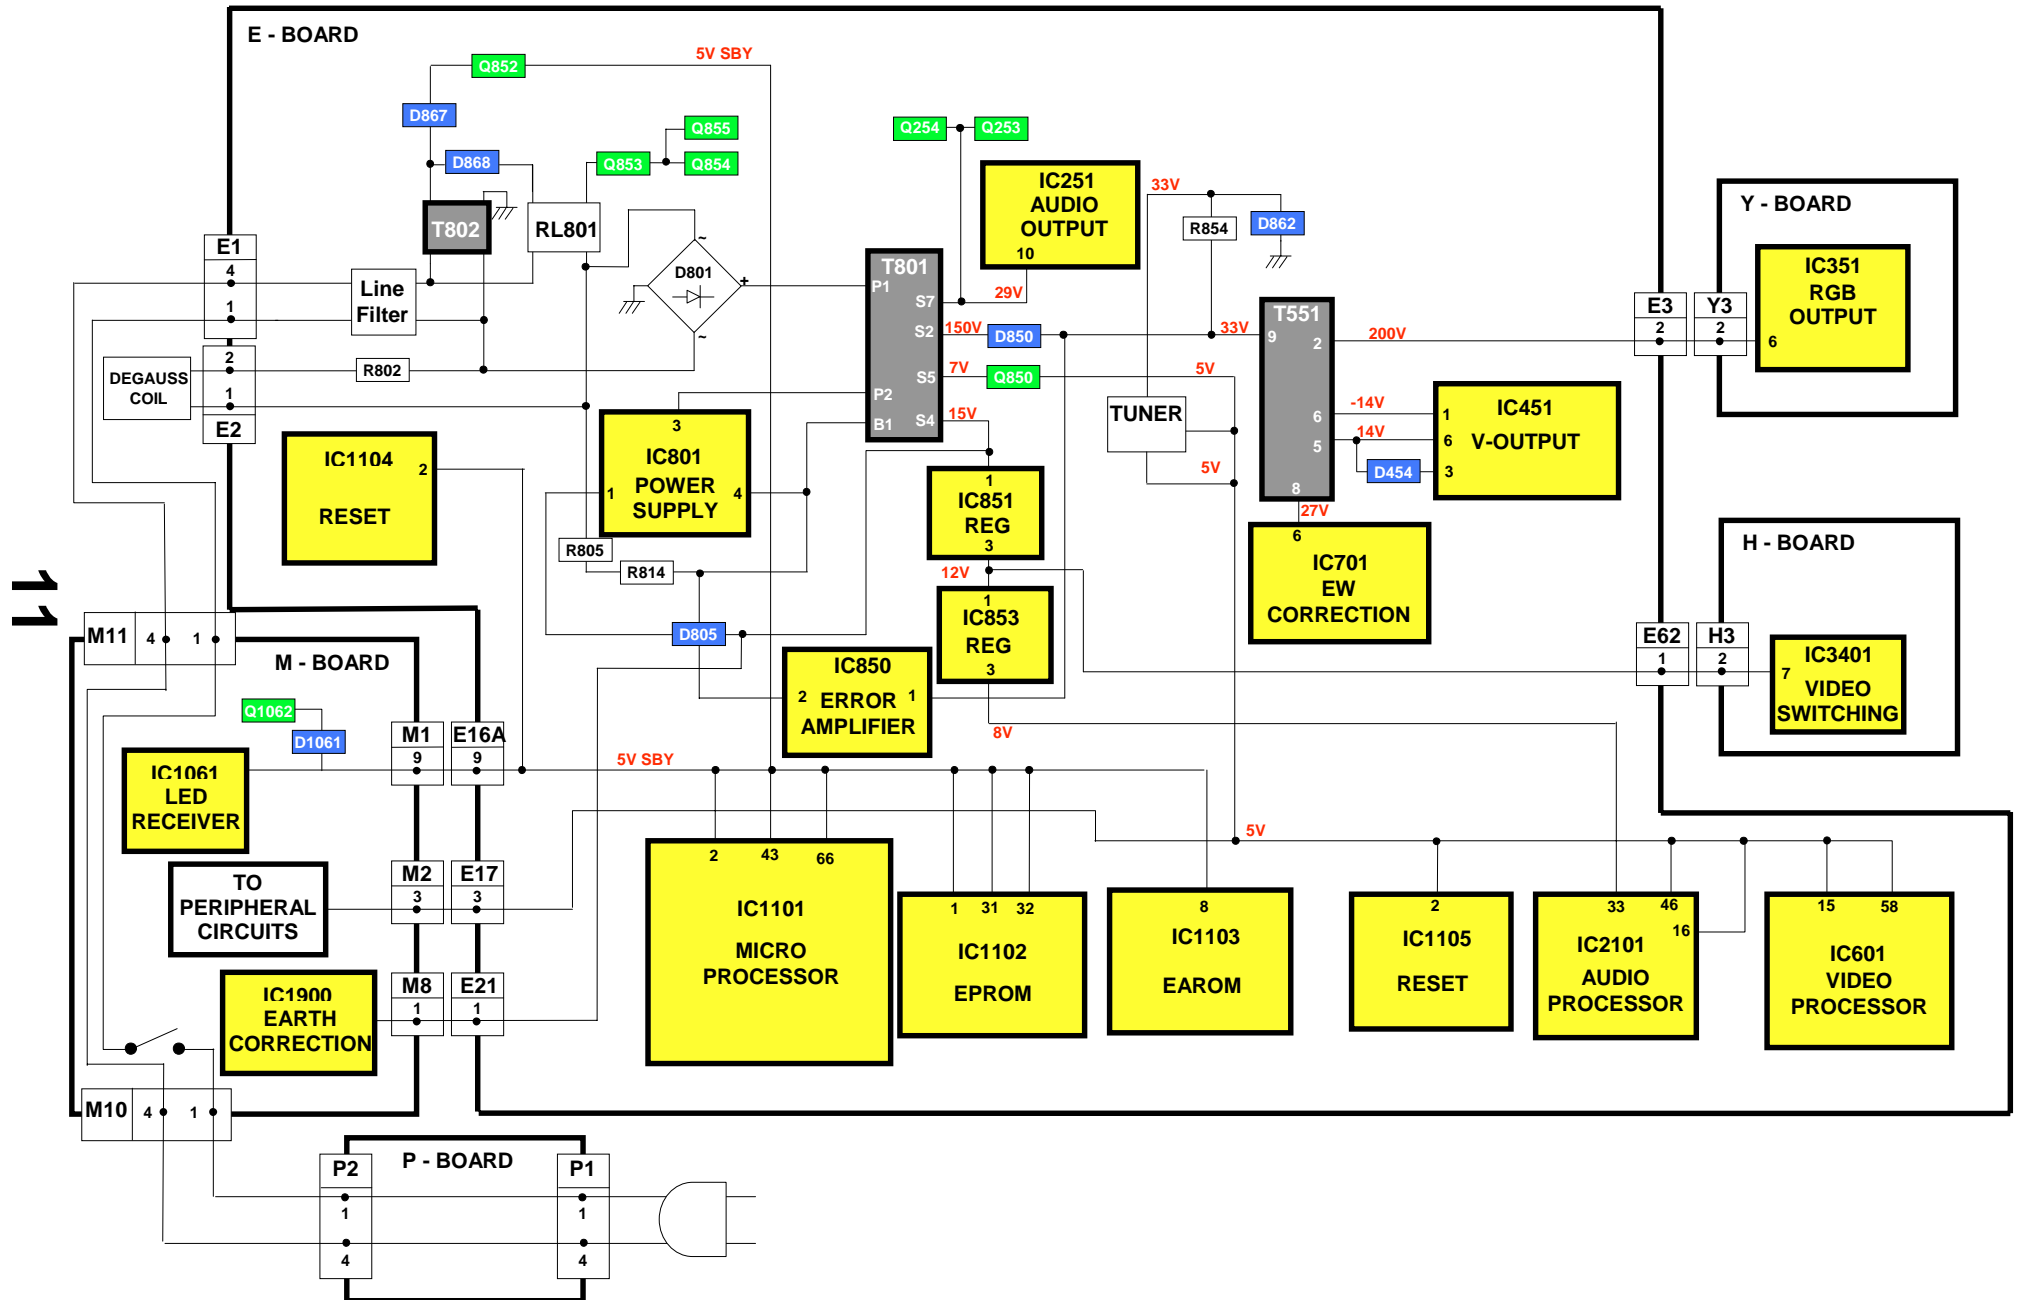 E - BOARD
Q852
5V SBY
D867
Q855
D868
Q853
Q854
Q254
Q253
T802
RL801
IC251
AUDIO
OUTPUT
10
33V
R854
D862
Y - BOARD
IC351
RGB
OUTPUT
6
E1
4
1
Line
Filter
D801
~
+
~
T801
P1
S7
S2
S5
P2
B1
S4
29V
150V
D850
33V
7V
Q850
5V
15V
T551
9
2
6
5
8
200V
E3
2
Y3
2
2
1
E2
DEGAUSS
COIL
R802
TUNER
5V
-14V
14V
D454
IC451
V-OUTPUT
1
6
3
27V
IC1104
2
RESET
3
IC801
POWER
SUPPLY
1
4
R805
R814
1
IC851
REG
3
12V
1
IC853
REG
3
6
IC701
EW
CORRECTION
H - BOARD
E62
1
H3
2
IC3401
7
VIDEO
SWITCHING
11
M11
4
1
M - BOARD
D805
IC850
2
ERROR
1
AMPLIFIER
8V
Q1062
D1061
M1
9
E16A
9
5V SBY
IC1061
LED
RECEIVER
5V
TO
PERIPHERAL
CIRCUITS
M2
3
E17
3
IC1900
EARTH
CORRECTION
M8
1
E21
1
2
43
66
IC1101
MICRO
PROCESSOR
1
31
32
IC1102
EPROM
8
IC1103
EAROM
2
IC1105
RESET
33
46
16
IC2101
AUDIO
PROCESSOR
15
58
IC601
VIDEO
PROCESSOR
M10
4
1
P - BOARD
P2
1
4
P1
1
4